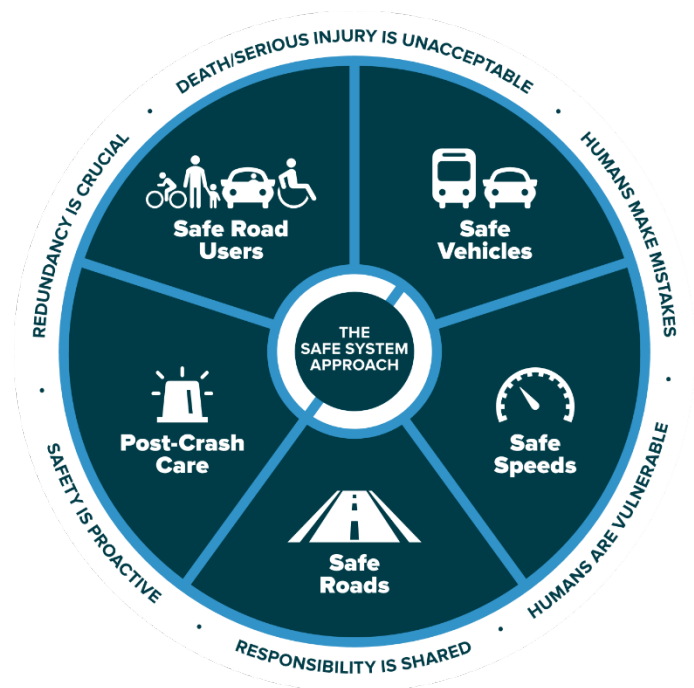 DEATH/SERIOUS INJURY IS UNACCEPTABLE
HUMANS MAKE MISTAKES
HUMANS ARE VULNERABLE
RESPONSIBILITY IS SHARED
SAFETY IS PROACTIVE
REDUNDANCY IS CRUCIAL
Safe Road
Users
Safe
Vehicles
Safe
Speeds
Safe
Roads
Post-Crash
Care
THE
SAFE SYSTEM
APPROACH